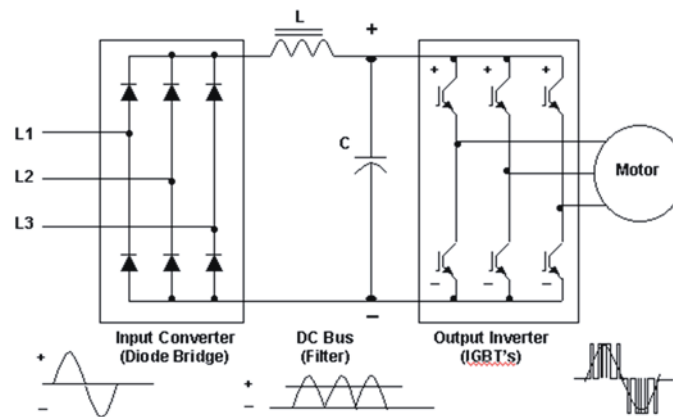 L
+
+ + +
L1
L2
L3
C
Motor
− − −
−
Input Converter
(Diode Bridge)
DC Bus
(Filter)
Output Inverter
(IGBT's)
+
−
+
−